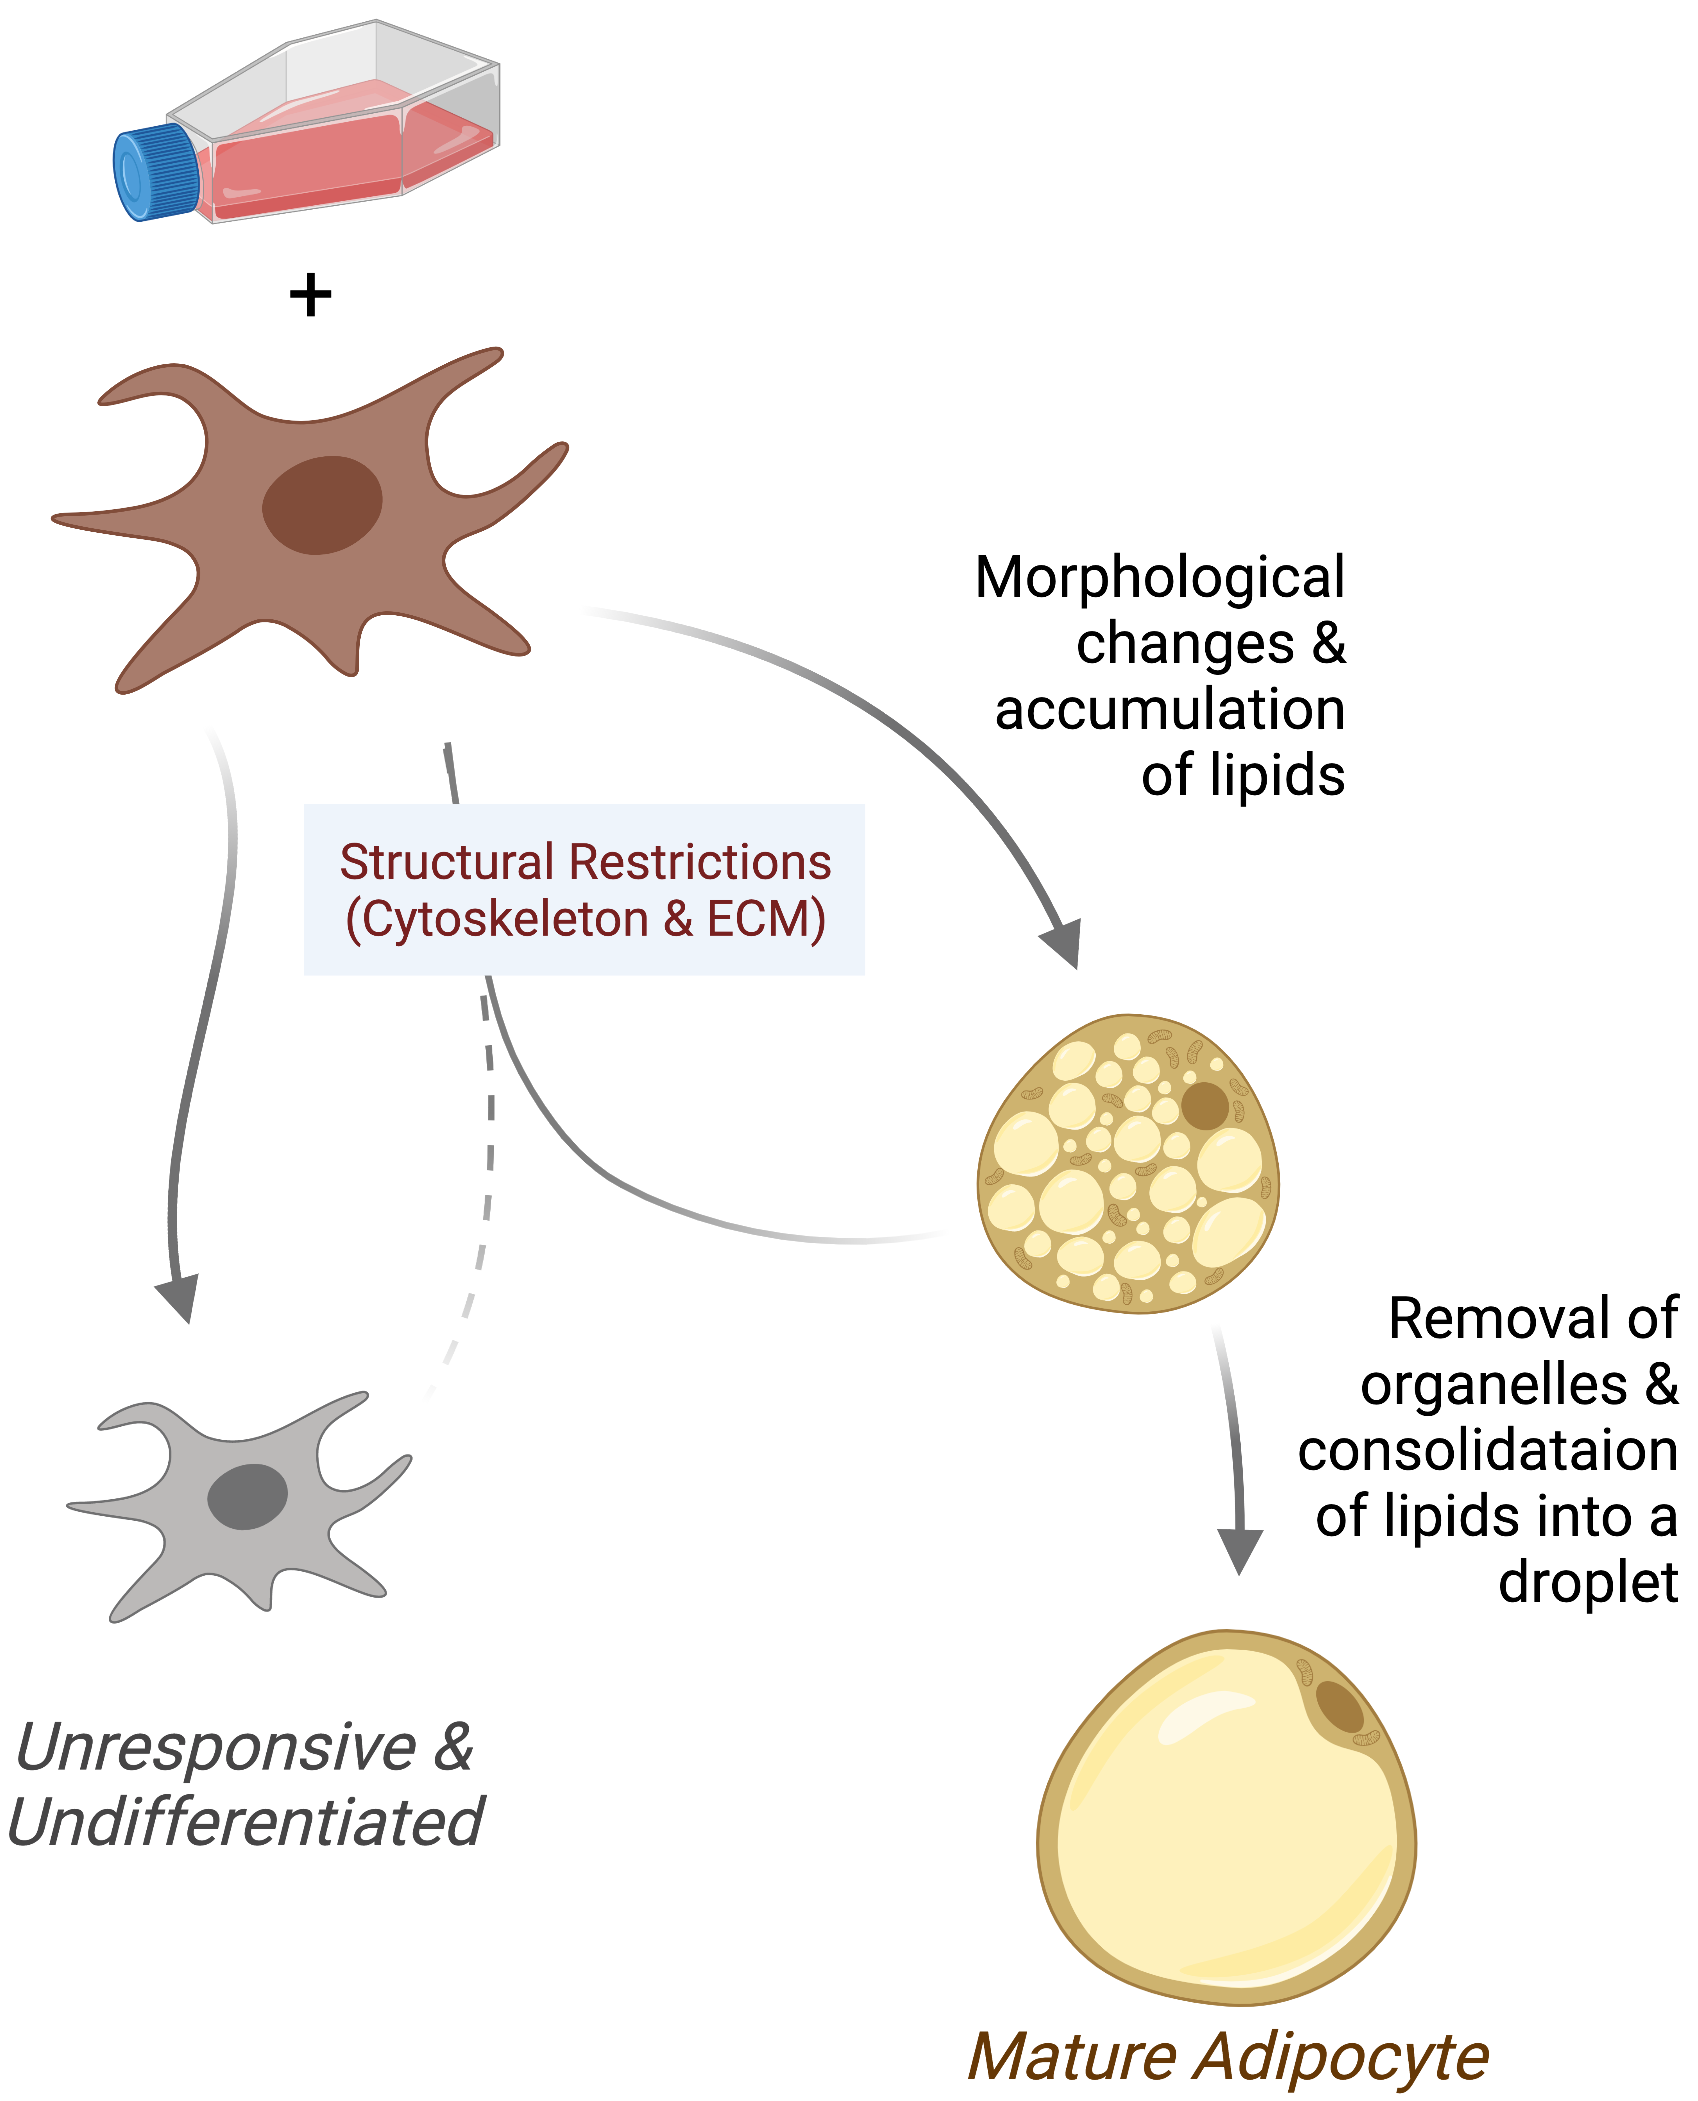 +
Morphological
changes &
accumulation
of lipids
Structural Restrictions
(Cytoskeleton & ECM)
Removal of
organelles &
consolidataion
of lipids into a
droplet
Unresponsive &
Undifferentiated
Mature Adipocyte